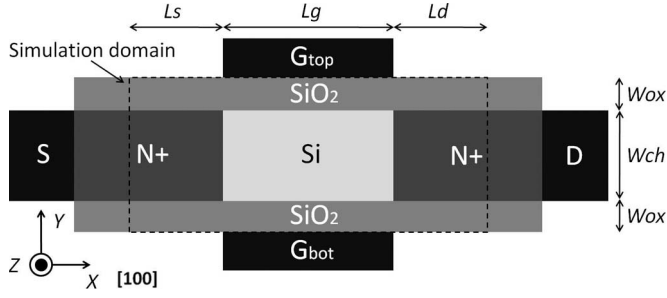 Ls Lg Ld
Simulation domain
Gtop
SiO2
Wox
S N+ Si N+ D
Wch
SiO2
Wox
Y
Gbot
Z
X [100]